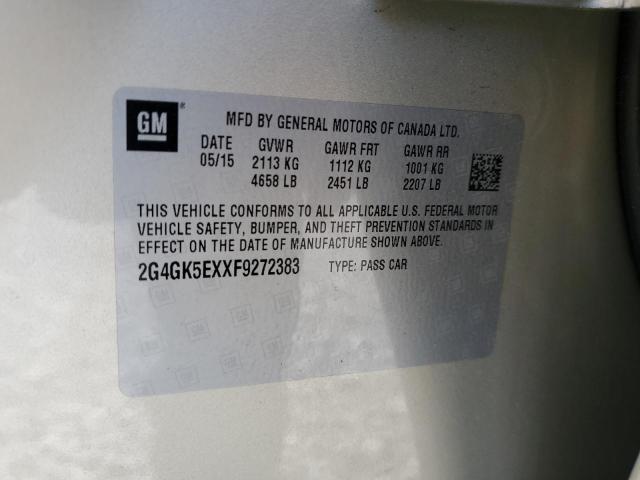 GM
®
MFD BY GENERAL MOTORS OF CANADA LTD.
DATE GVWR GAWR FRT GAWR RR
05/15 2113 KG 1112 KG 1001 KG
4658 LB 2451 LB 2207 LB
THIS VEHICLE CONFORMS TO ALL APPLICABLE U.S. FEDERAL MOTOR
VEHICLE SAFETY, BUMPER, AND THEFT PREVENTION STANDARDS IN
EFFECT ON THE DATE OF MANUFACTURE SHOWN ABOVE.
2G4GK5EXXF9272383 TYPE: PASS CAR